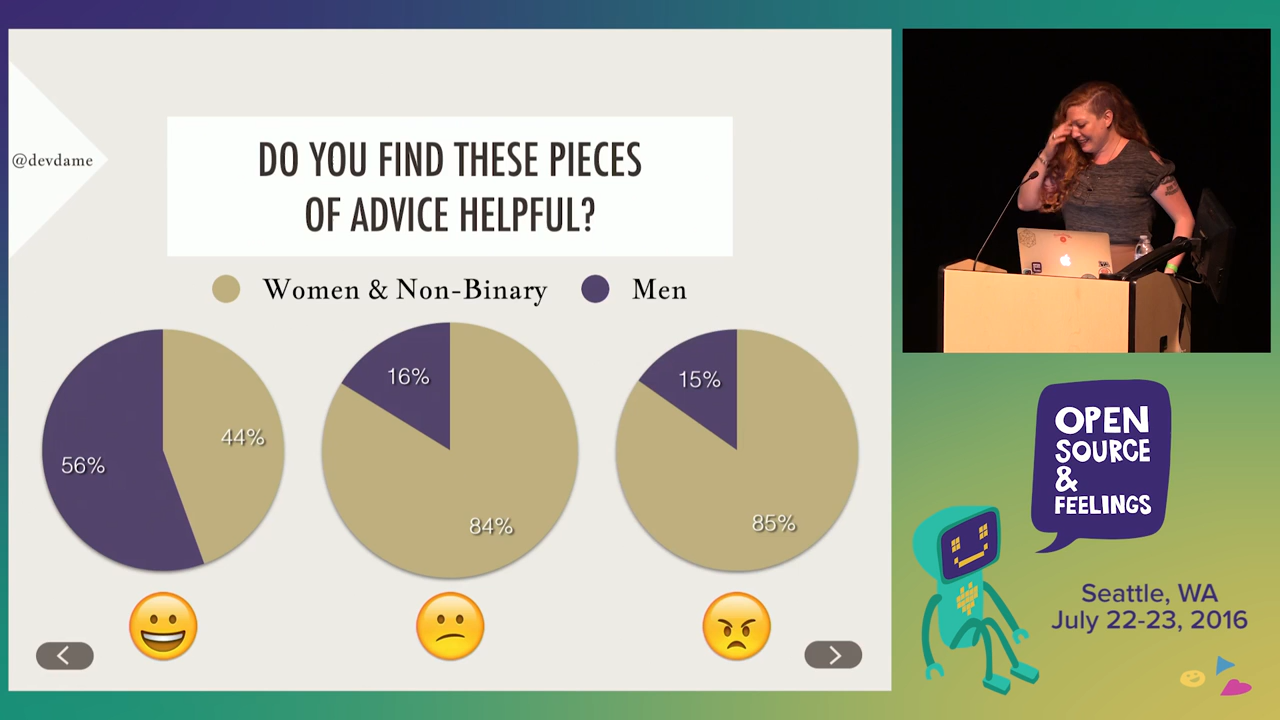 @devdame
DO YOU FIND THESE PIECES
OF ADVICE HELPFUL?
Women & Non-Binary
Men
56%
44%
16%
84%
15%
85%
OPEN
SOURCE
&
FEELINGS
Seattle, WA
July 22-23, 2016